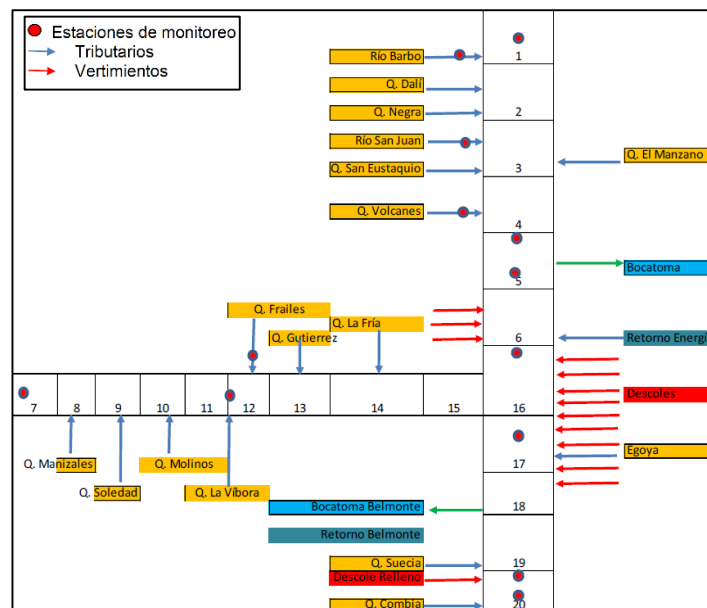 Estaciones de monitoreo
Tributarios
Vertimientos
Río Barbo
1
Q. Dalí
Q. Negra
2
Río San Juan
Q. El Manzano
Q. San Eustaquio
3
Q. Volcanes
4
Bocatoma
5
Q. Frailes
Q. La Fría
Q. Gutierrez
6
Retorno Energi
7
8
9
10
11
12
13
14
15
16
Descoles
17
Egoya
Q. Manizales
Q. Molinos
Q. Soledad
Q. La Víbora
Bocatoma Belmonte
18
Retorno Belmonte
Q. Suecia
19
Descole Relleno
Q. Combia
20